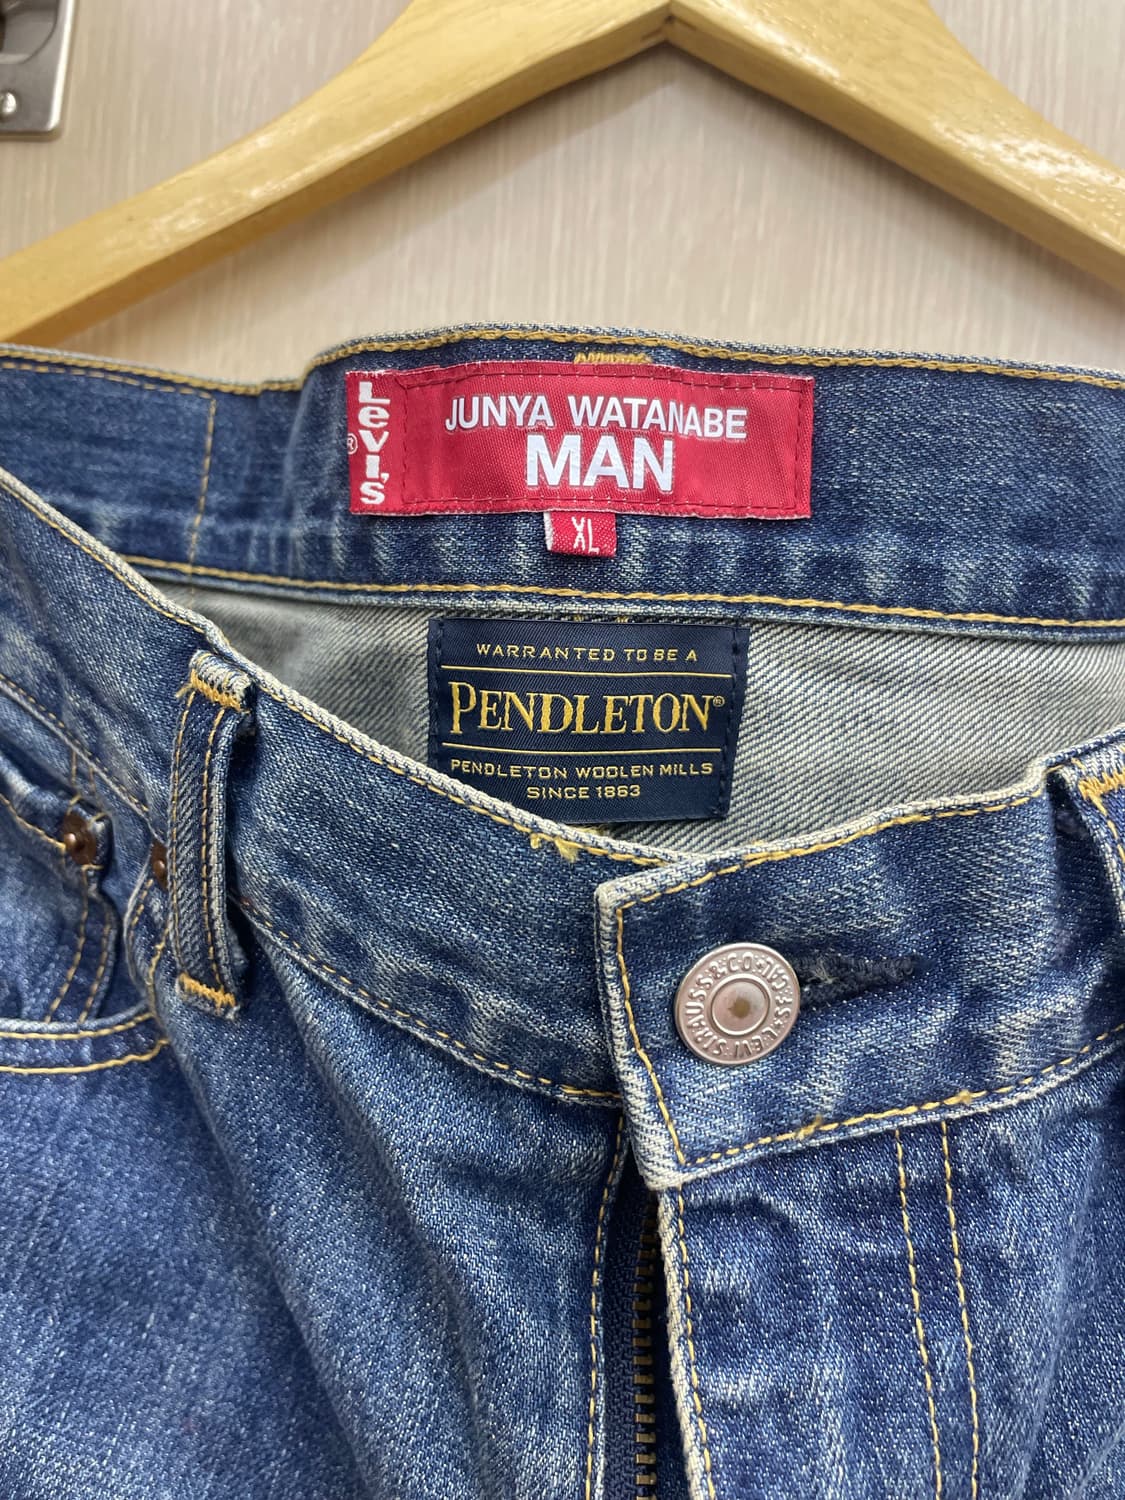 Levi's
®
JUNYA WATANABE
MAN
XL
WARRANTED TO BE A
PENDLETON®
PENDLETON WOOLEN MILLS
SINCE 1863
LEVI STRAUSS & CO